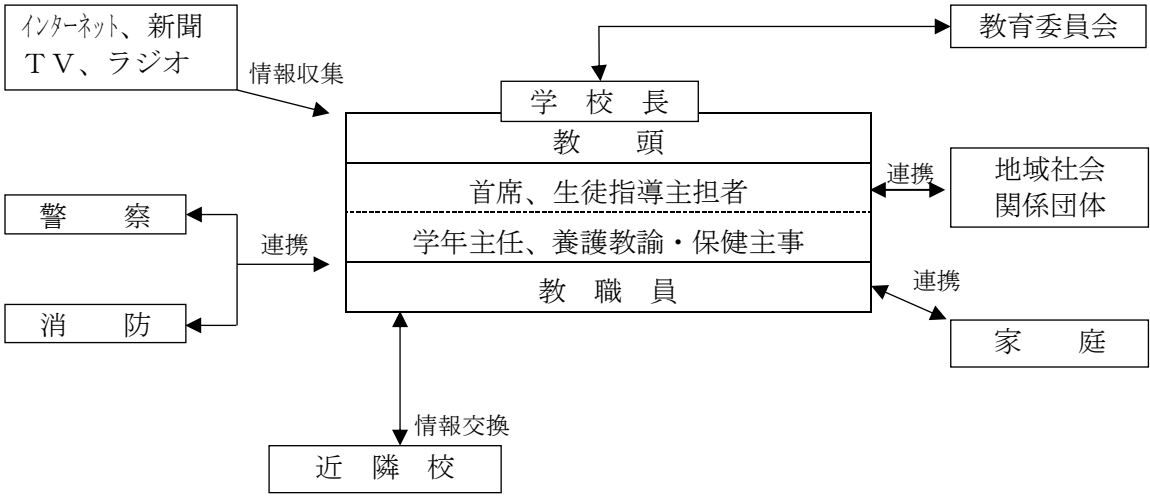 インターネット、新聞
ＴＶ、ラジオ
情報収集
教育委員会
学　校　長
教　　頭
首席、生徒指導主担者
学年主任、養護教諭・保健主事
教　職　員
連携
地域社会
関係団体
警　　察
連携
消　　防
連携
家　　庭
情報交換
近　隣　校